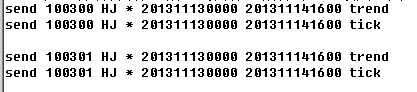 send 100300 HJ * 201311130000 201311141600 trend
send 100300 HJ * 201311130000 201311141600 tick
send 100301 HJ * 201311130000 201311141600 trend
send 100301 HJ * 201311130000 201311141600 tick